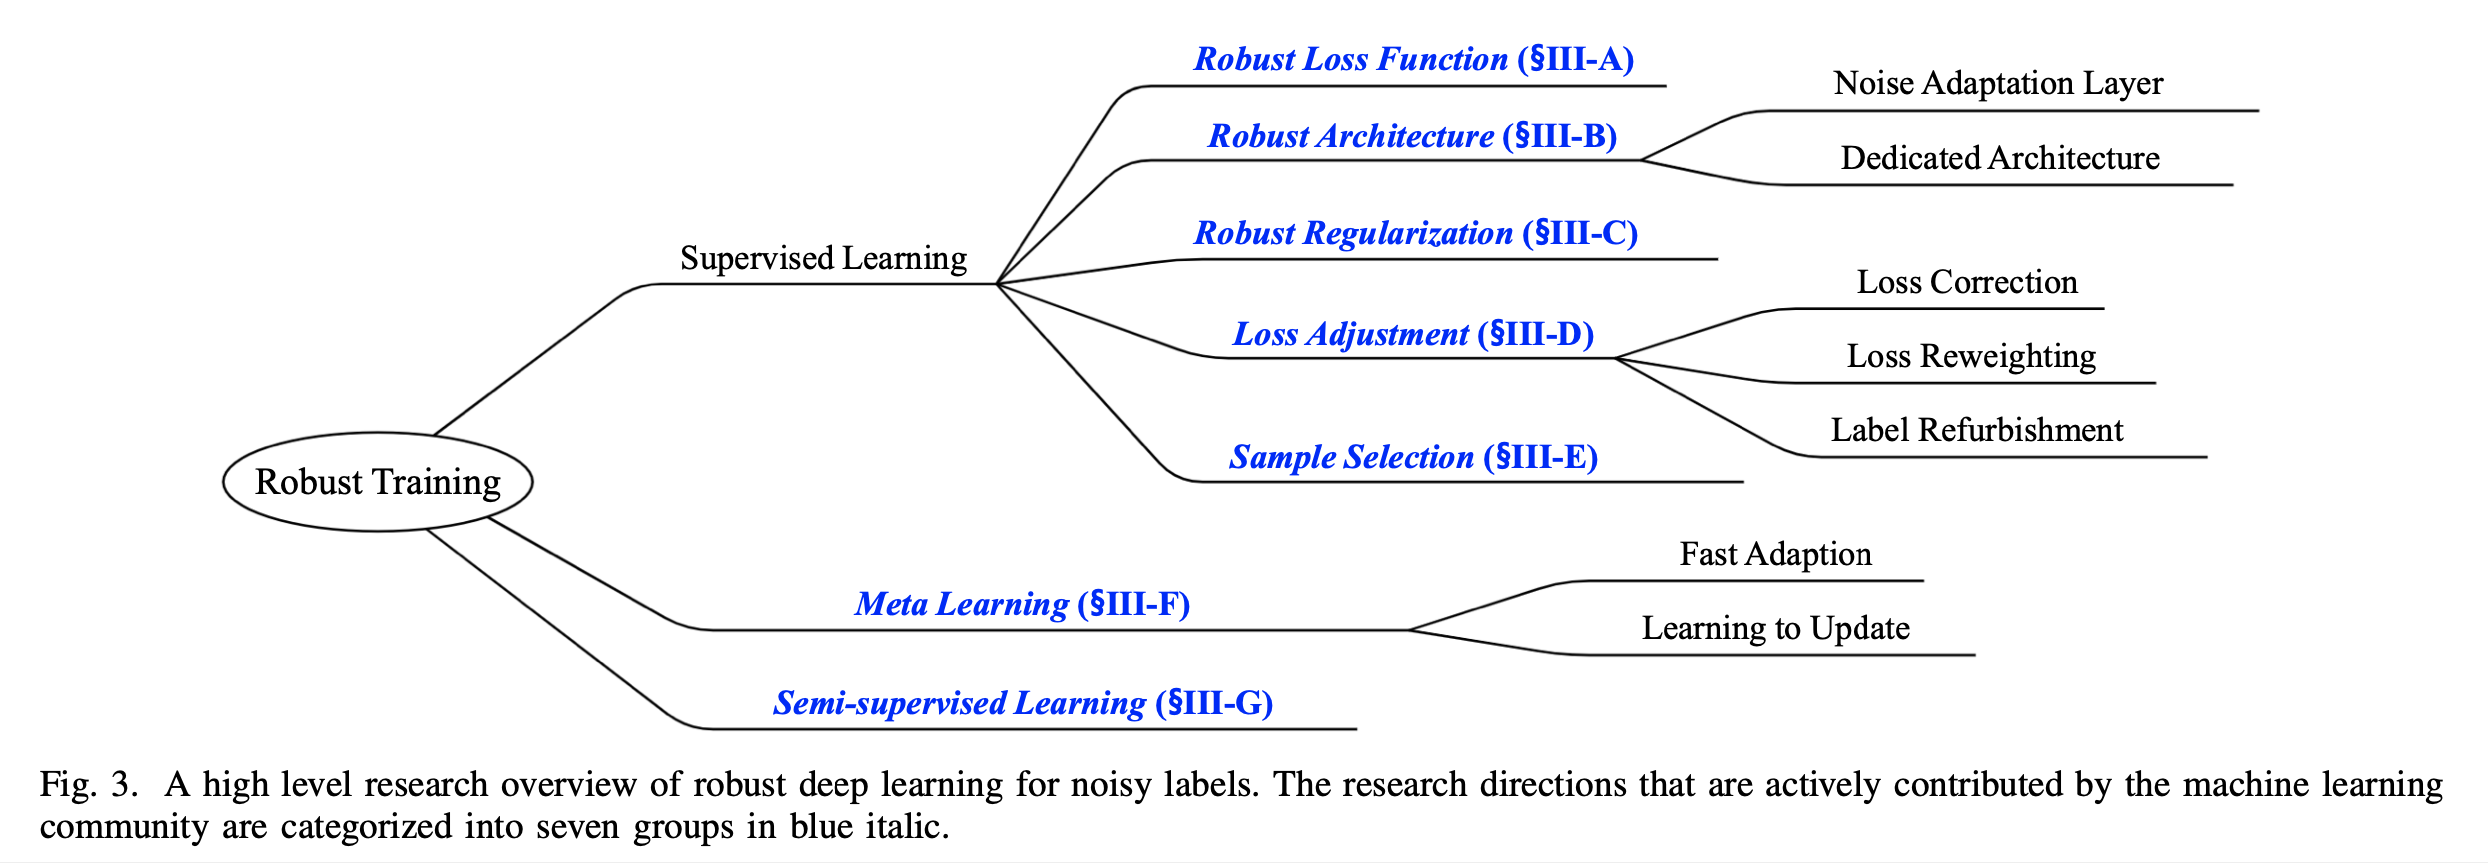 Robust Loss Function (§III-A)
Noise Adaptation Layer
Robust Architecture (§III-B)
Dedicated Architecture
Robust Regularization (§III-C)
Supervised Learning
Loss Correction
Loss Adjustment (§III-D)
Loss Reweighting
Label Refurbishment
Sample Selection (§III-E)
Robust Training
Fast Adaption
Meta Learning (§III-F)
Learning to Update
Semi-supervised Learning (§III-G)
Fig. 3. A high level research overview of robust deep learning for noisy labels. The research directions that are actively contributed by the machine learning
community are categorized into seven groups in blue italic.